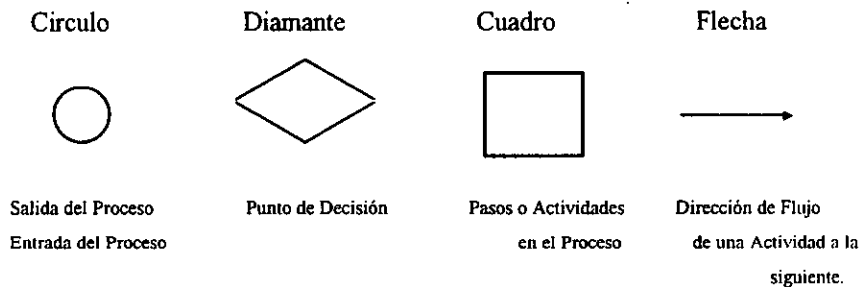 Circulo Diamante Cuadro Flecha
Salida del Proceso Punto de Decisión Pasos o Actividades Dirección de Flujo
Entrada del Proceso en el Proceso de una Actividad a la
siguiente.